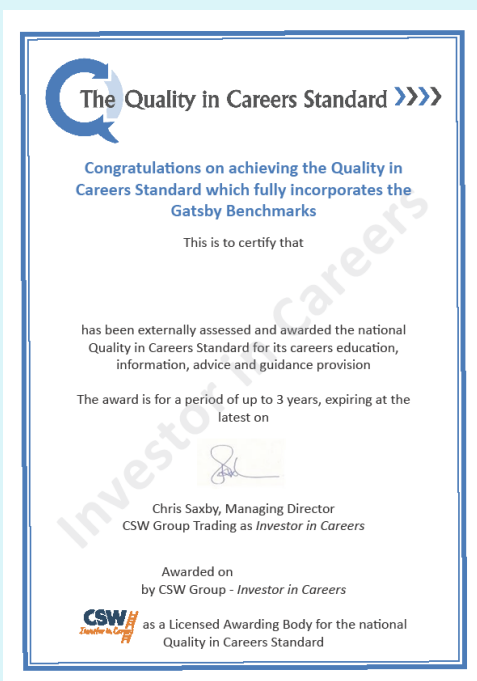 The Quality in Careers Standard
Congratulations on achieving the Quality in
Careers Standard which fully incorporates the
Gatsby Benchmarks
This is to certify that
has been externally assessed and awarded the national
Quality in Careers Standard for its careers education,
information, advice and guidance provision
The award is for a period of up to 3 years, expiring at the
latest on
Chris Saxby, Managing Director
CSW Group Trading as Investor in Careers
Awarded on
by CSW Group - Investor in Careers
CSW
Investor in Careers
as a Licensed Awarding Body for the national
Quality in Careers Standard
Investor in Careers